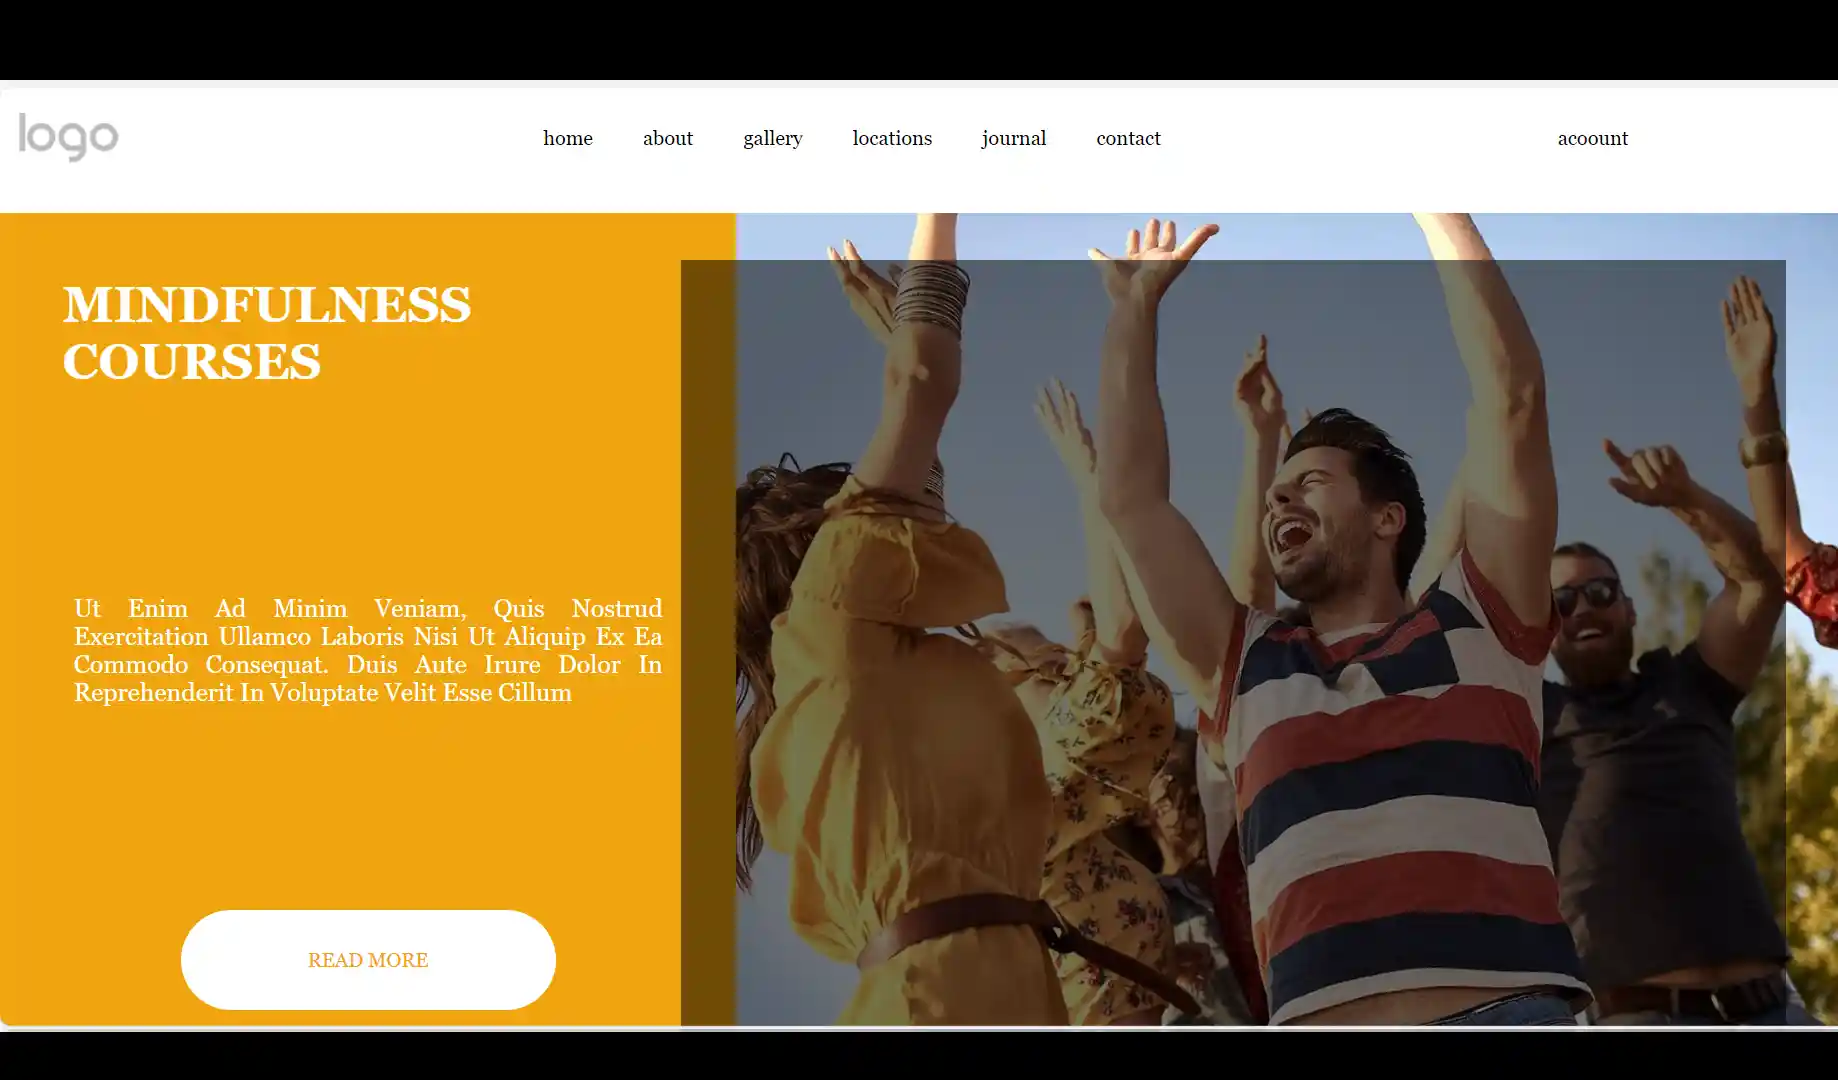 logo
home about gallery locations journal contact acoount
MINDFULNESS
COURSES
Ut Enim Ad Minim Veniam, Quis Nostrud
Exercitation Ullamco Laboris Nisi Ut Aliquip Ex Ea
Commodo Consequat. Duis Aute Irure Dolor In
Reprehenderit In Voluptate Velit Esse Cillum
READ MORE